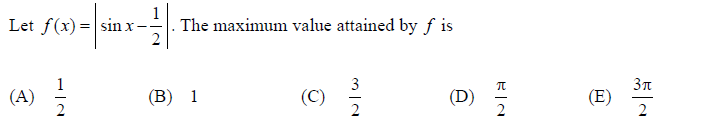 Let f(x) = |sin x − 1/2|. The maximum value attained by f is
(A) 1/2 (B) 1 (C) 3/2 (D) π/2 (E) 3π/2